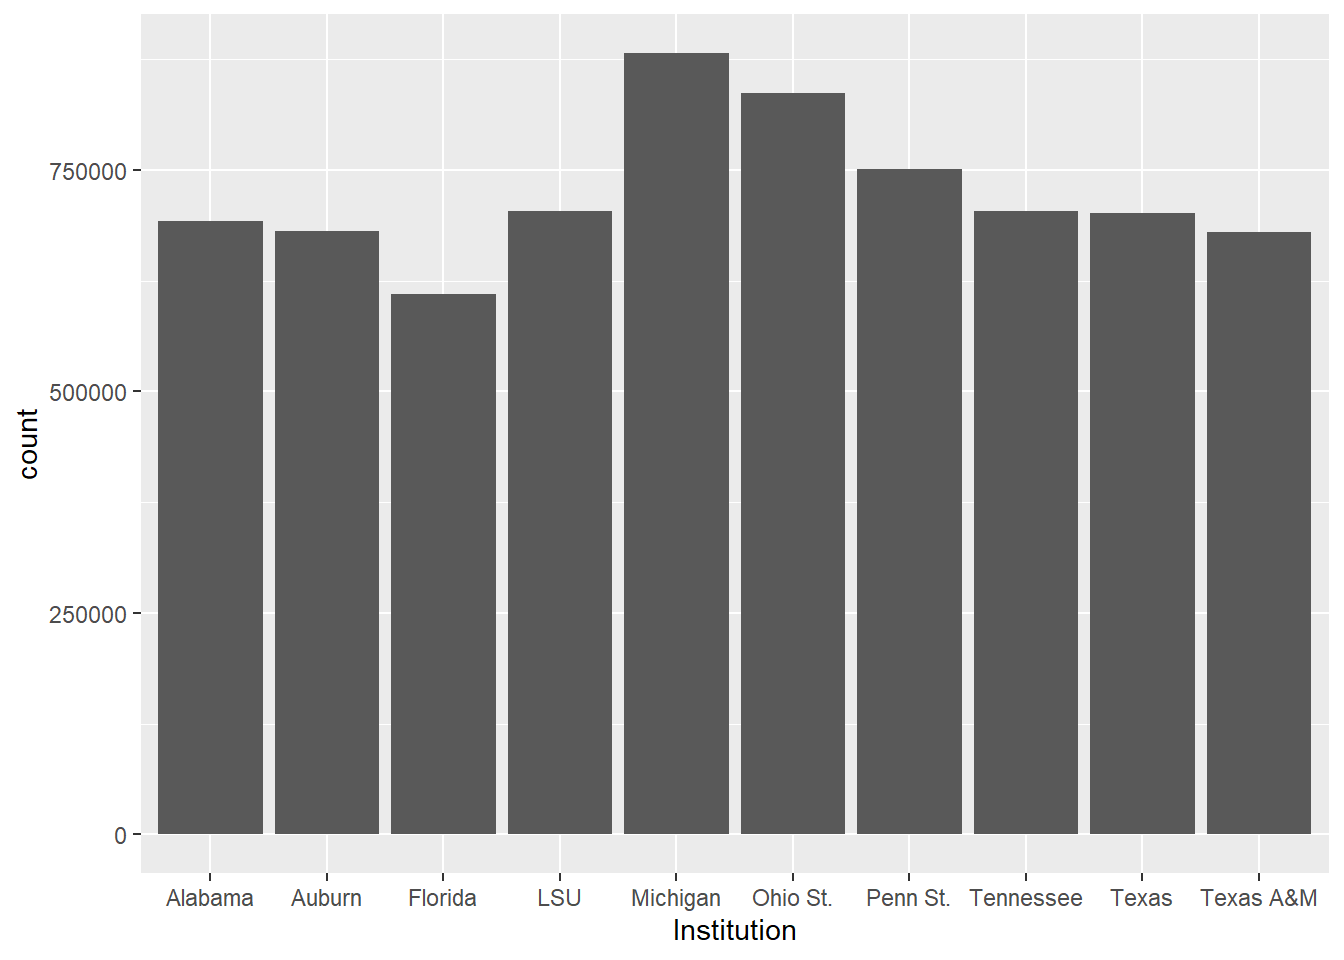 count
750000
500000
250000
0
Alabama Auburn Florida LSU Michigan Ohio St. Penn St. Tennessee Texas Texas A&M
Institution